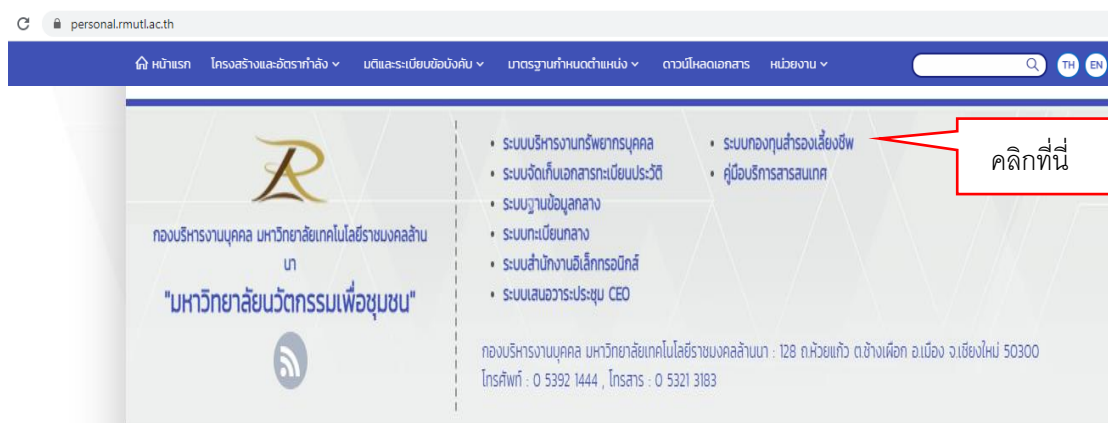 personal.rmutl.ac.th
หน้าแรก โครงสร้างและอัตรากำลัง มติและระเบียบข้อบังคับ มาตรฐานกำหนดตำแหน่ง ดาวน์โหลดเอกสาร หน่วยงาน TH EN
กองบริหารงานบุคคล มหาวิทยาลัยเทคโนโลยีราชมงคลล้าน
นา
"มหาวิทยาลัยนวัตกรรมเพื่อชุมชน"
• ระบบบริหารงานทรัพยากรบุคคล
• ระบบจัดเก็บเอกสารทะเบียนประวัติ
• ระบบฐานข้อมูลกลาง
• ระบบทะเบียนกลาง
• ระบบสำนักงานอิเล็กทรอนิกส์
• ระบบเสนอวาระประชุม CEO
• ระบบกองทุนสำรองเลี้ยงชีพ
• คู่มือบริการสารสนเทศ
คลิกที่นี่
กองบริหารงานบุคคล มหาวิทยาลัยเทคโนโลยีราชมงคลล้านนา : 128 ถ.ห้วยแก้ว ต.ช้างเผือก อ.เมือง จ.เชียงใหม่ 50300
โทรศัพท์ : 0 5392 1444 , โทรสาร : 0 5321 3183